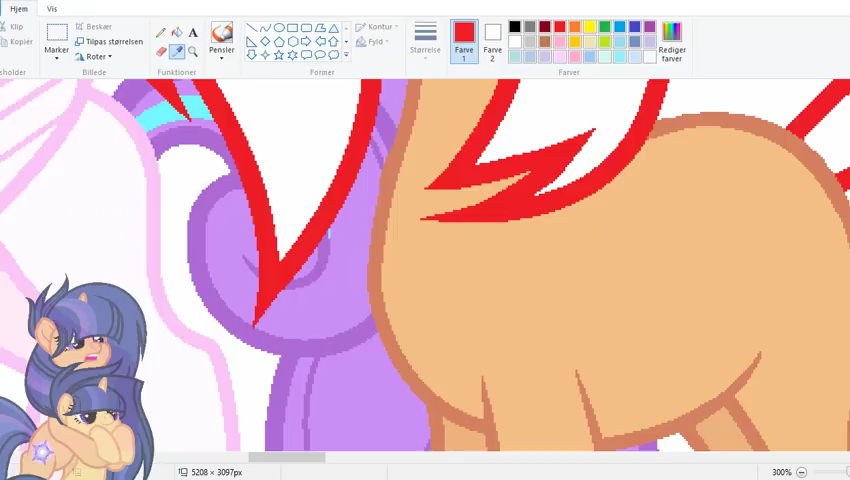 Hjem Vis
Klip
Kopiér
Beskær
Tilpas størrelsen
Roter
Marker
A
Pensler
Kontur
Fyld
Størrelse
Farve 1
Farve 2
Rediger farver
Billede
Funktioner
Former
Farver
5208 × 3097px
300%